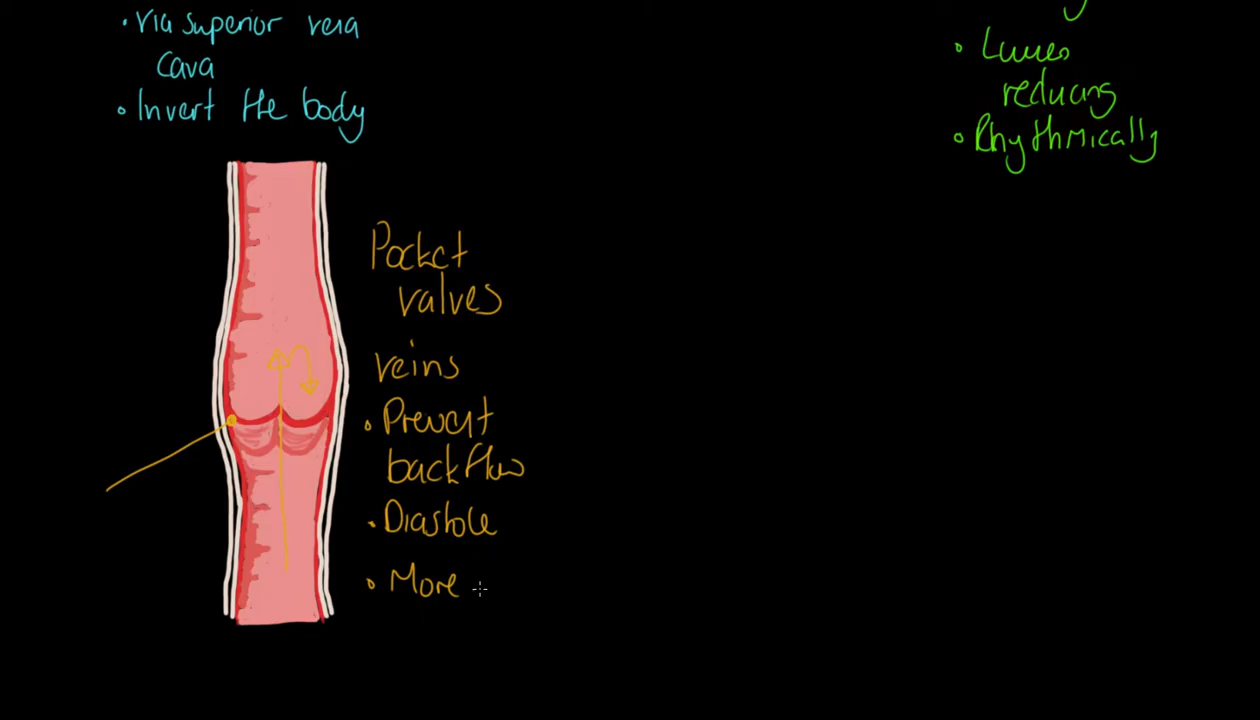 • Via superior vena
cava
• Invert the body
Pocket
valves
veins
• Prevent
backflow
• Diastole
• More
• Lumen
reducing
• Rhythmically